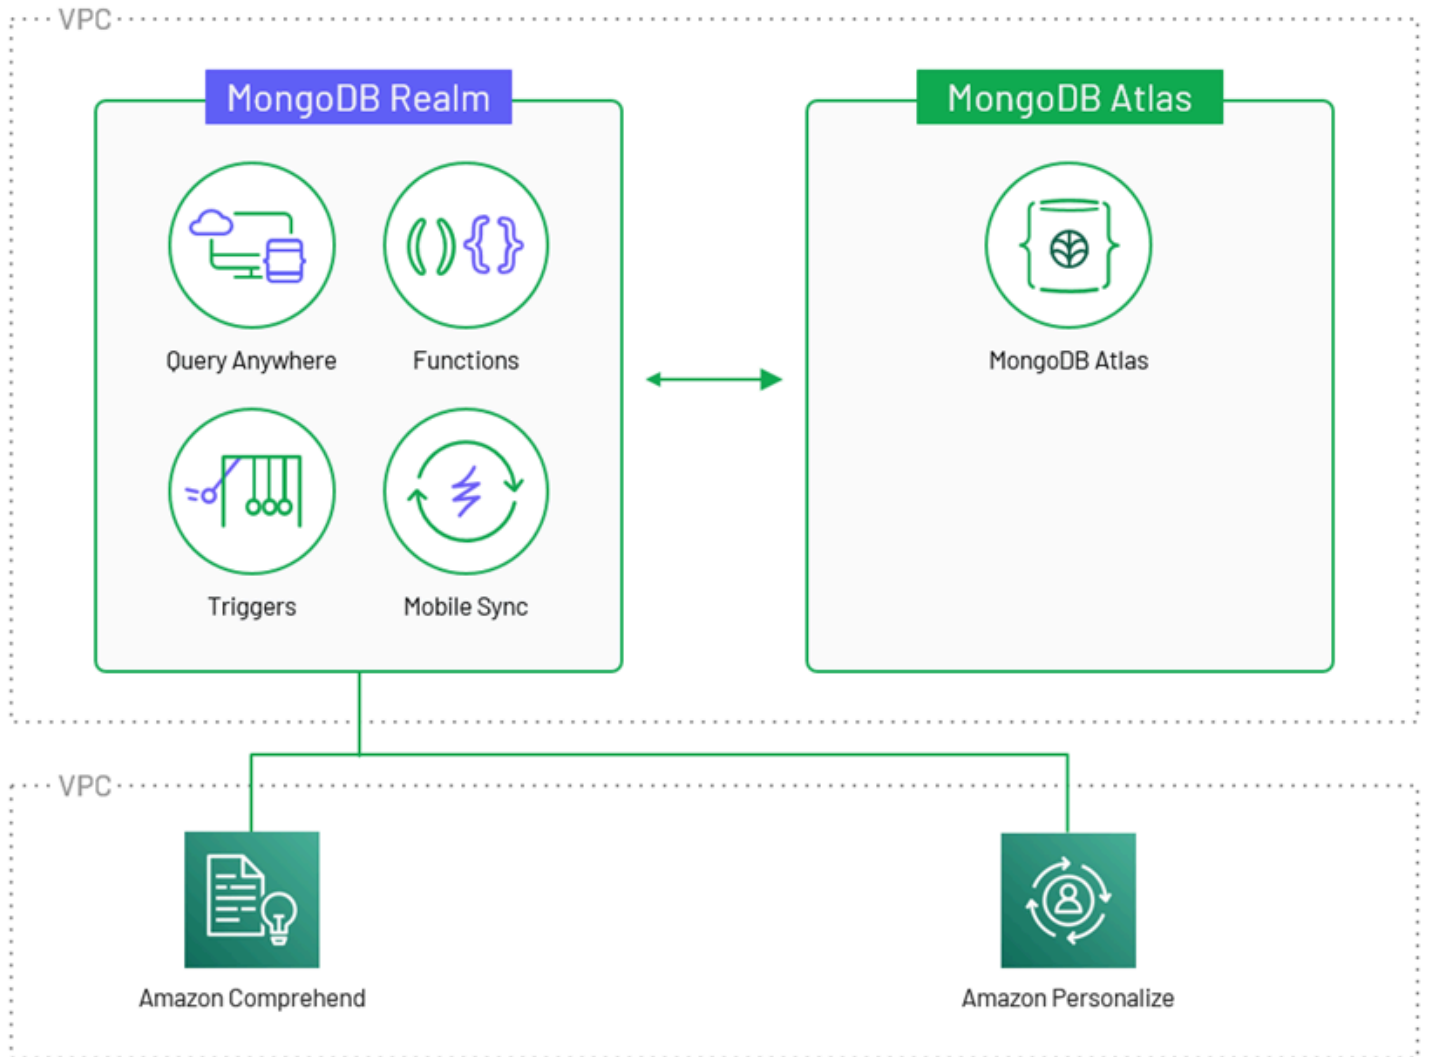 VPC
MongoDB Realm
MongoDB Atlas
Query Anywhere
Functions
MongoDB Atlas
Triggers
Mobile Sync
VPC
Amazon Comprehend
Amazon Personalize